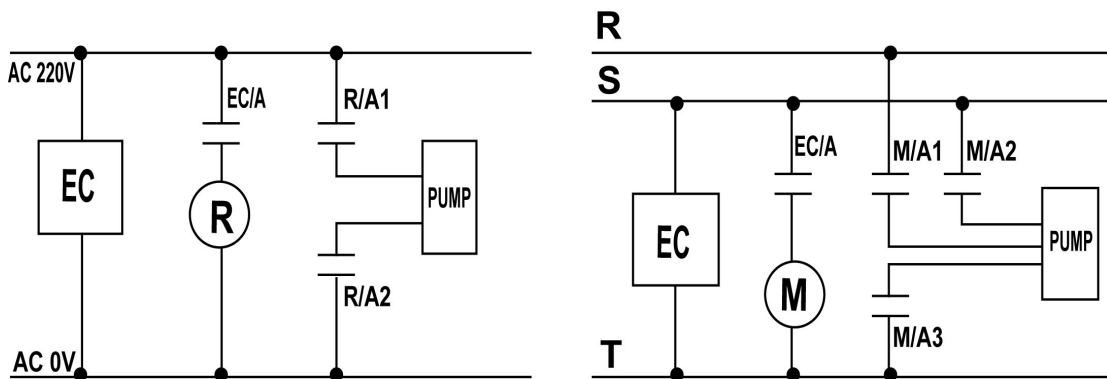 AC 220V
EC/A
R/A1
EC
R
PUMP
R/A2
AC 0V
R
S
EC/A
M/A1
M/A2
EC
M
PUMP
M/A3
T